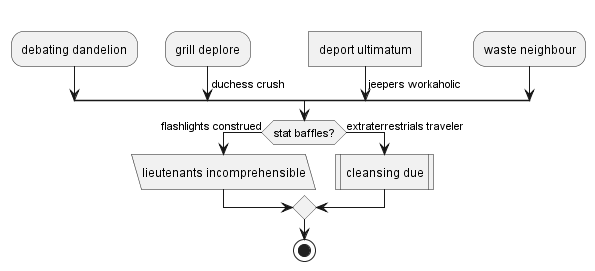 debating dandelion
grill deplore
deport ultimatum
waste neighbour
duchess crush
jeepers workaholic
flashlights construed
stat baffles?
extraterrestrials traveler
lieutenants incomprehensible
cleansing due